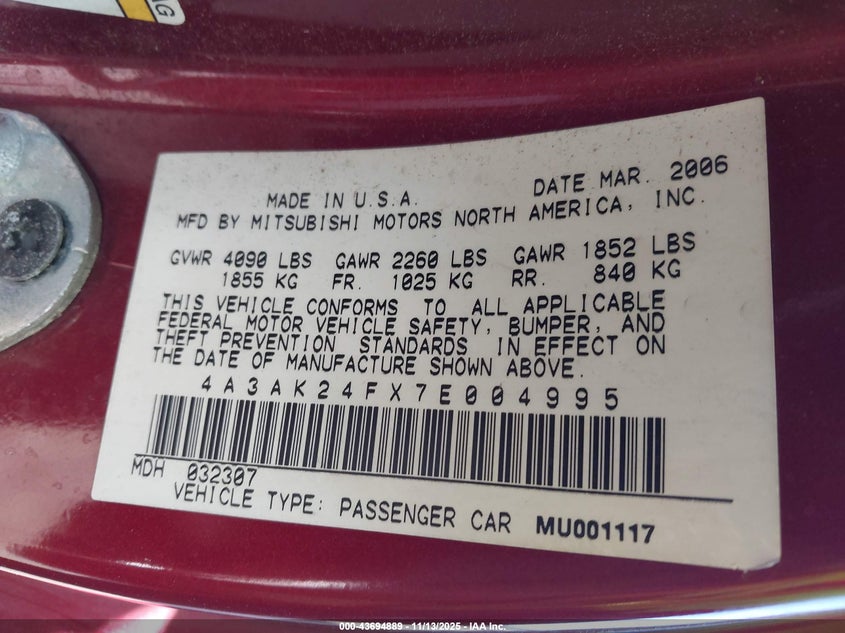 AG
MADE IN U.S.A. DATE MAR. 2006
MFD BY MITSUBISHI MOTORS NORTH AMERICA, INC.
GVWR 4090 LBS GAWR 2260 LBS GAWR 1852 LBS
1855 KG FR. 1025 KG RR. 840 KG
THIS VEHICLE CONFORMS TO ALL APPLICABLE
FEDERAL MOTOR VEHICLE SAFETY, BUMPER, AND
THEFT PREVENTION STANDARDS IN EFFECT ON
THE DATE OF MANUFACTURE SHOWN ABOVE.
4A3AK24FX7E004995
MDH 032307
VEHICLE TYPE: PASSENGER CAR MU001117
000-43694889 - 11/13/2025 - IAA Inc.